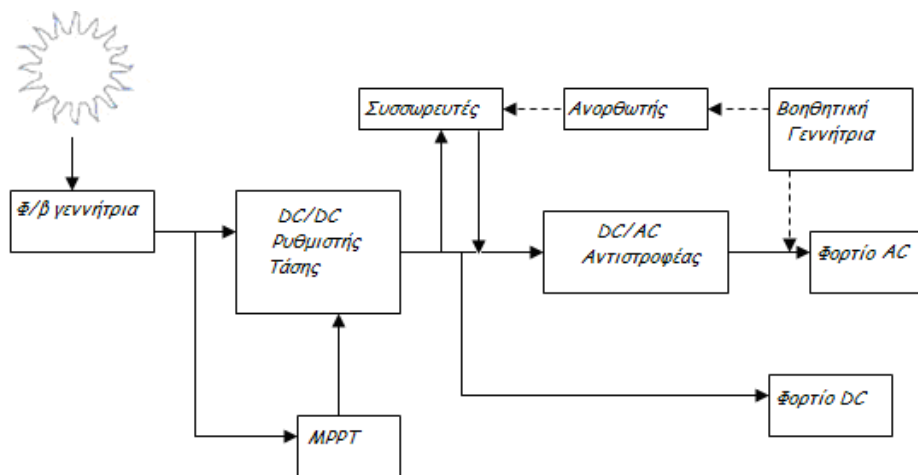 Συσσωρευτές
Ανορθωτής
Βοηθητική
Γεννήτρια
Φ/β γεννήτρια
DC/DC
Ρυθμιστής
Τάσης
DC/AC
Αντιστροφέας
Φορτίο AC
MPPT
Φορτίο DC